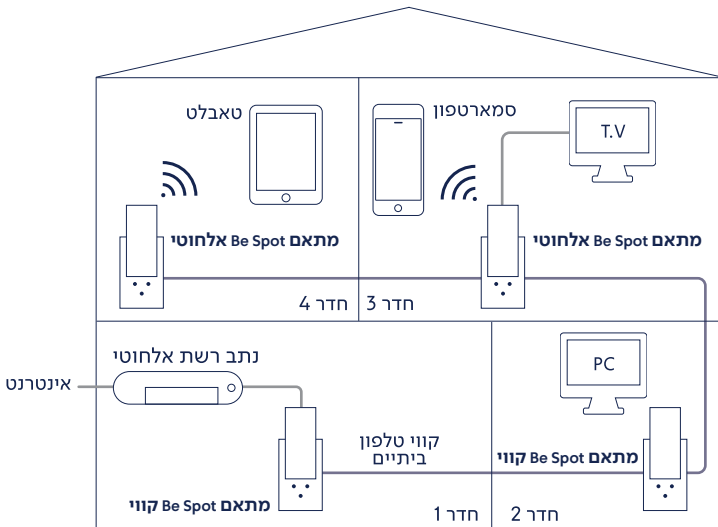 טאבלט
סמארטפון
T.V
מתאם Be Spot אלחוטי
מתאם Be Spot אלחוטי
חדר 4
חדר 3
נתב רשת אלחוטי
אינטרנט
PC
קווי טלפון
ביתיים
מתאם Be Spot קווי
מתאם Be Spot קווי
חדר 1
חדר 2